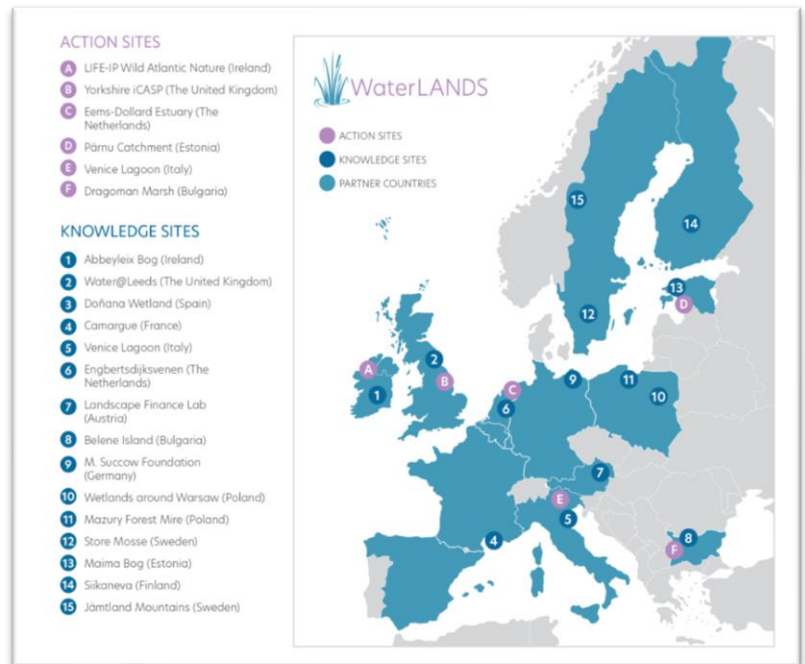 ACTION SITES
A LIFE-IP Wild Atlantic Nature (Ireland)
B Yorkshire iCASP (The United Kingdom)
C Eems-Dollard Estuary (The
Netherlands)
D Pärnu Catchment (Estonia)
E Venice Lagoon (Italy)
F Dragoman Marsh (Bulgaria)
KNOWLEDGE SITES
1 Abbeyleix Bog (Ireland)
2 Water@Leeds (The United Kingdom)
3 Doñana Wetland (Spain)
4 Camargue (France)
5 Venice Lagoon (Italy)
6 Engbertsdijksvenen (The
Netherlands)
7 Landscape Finance Lab
(Austria)
8 Belene Island (Bulgaria)
9 M. Succow Foundation
(Germany)
10 Wetlands around Warsaw (Poland)
11 Mazury Forest Mire (Poland)
12 Store Mosse (Sweden)
13 Maima Bog (Estonia)
14 Siikaneva (Finland)
15 Jämtland Mountains (Sweden)
WaterLANDS
ACTION SITES
KNOWLEDGE SITES
PARTNER COUNTRIES
15
14
13
D
12
2
A
B
1
C
6
9
11
10
7
E
5
4
8
F